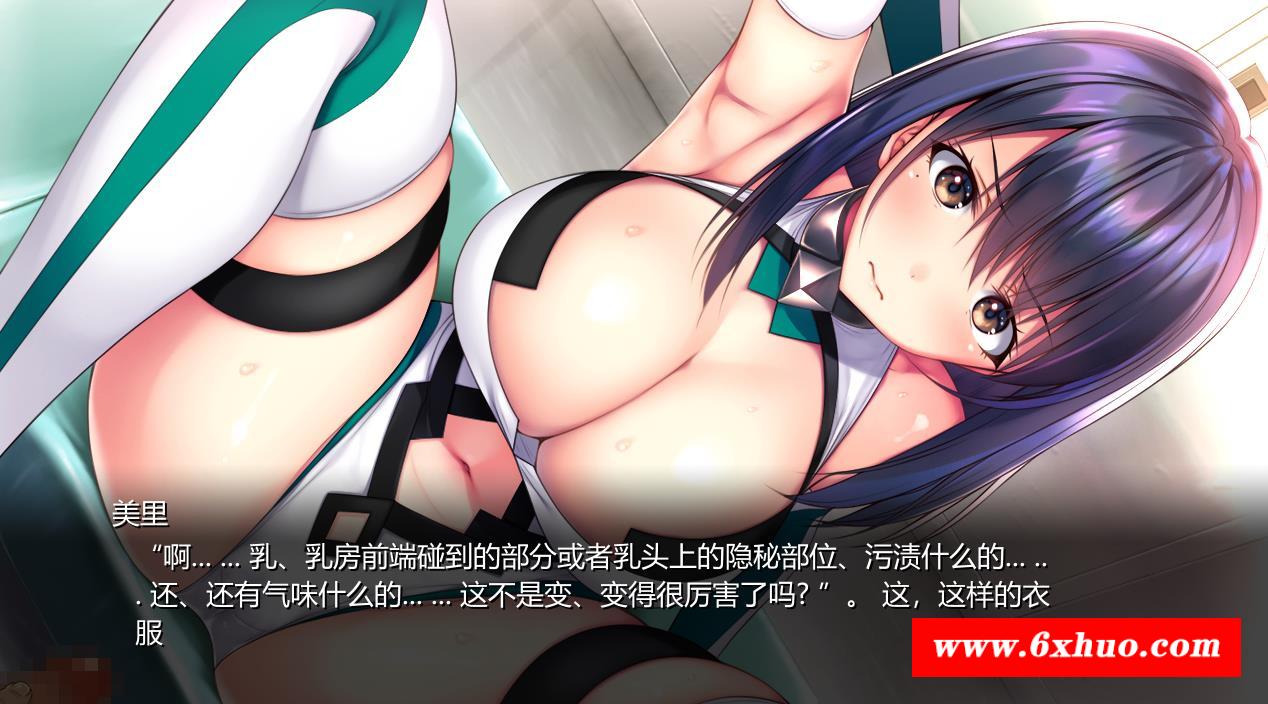 美里
“啊... ... 乳、乳房前端碰到的部分或者乳头上的隐秘部位、污渍什么的... ..
. 还、还有气味什么的... ... 这不是变、变得很厉害了吗? ” 。 这，这样的衣
服
www.6xhuo.com